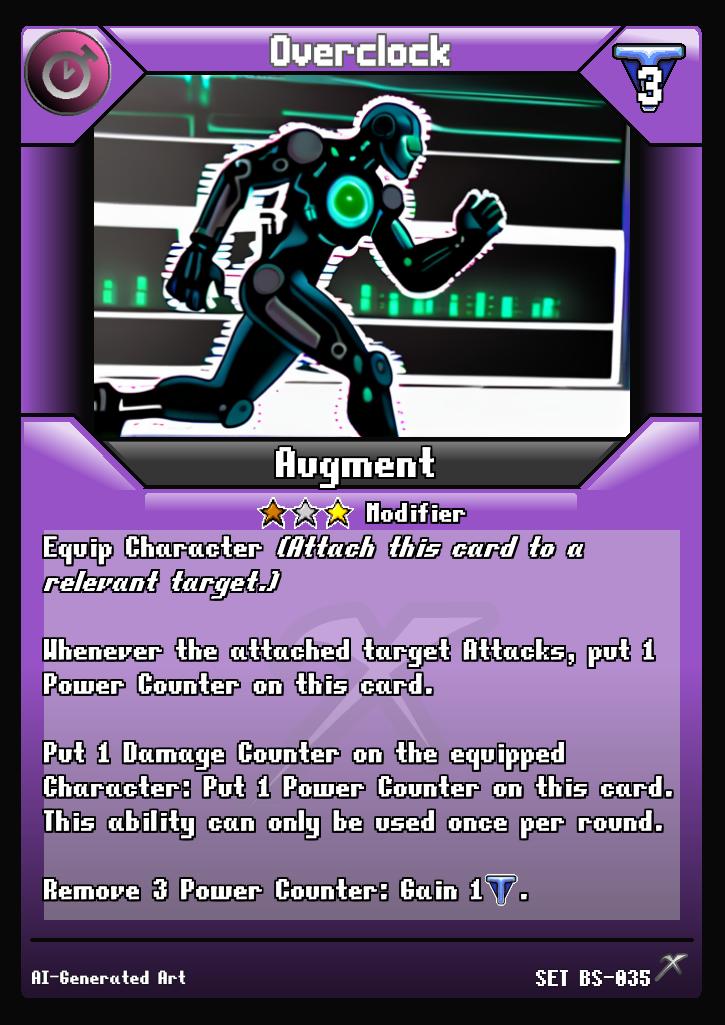 Overclock
3
Augment
Modifier
Equip Character (Attach this card to a
relevant target.)
Whenever the attached target Attacks, put 1
Power Counter on this card.
Put 1 Damage Counter on the equipped
Character: Put 1 Power Counter on this card.
This ability can only be used once per round.
Remove 3 Power Counter: Gain 1 T.
AI-Generated Art
SET BS-035